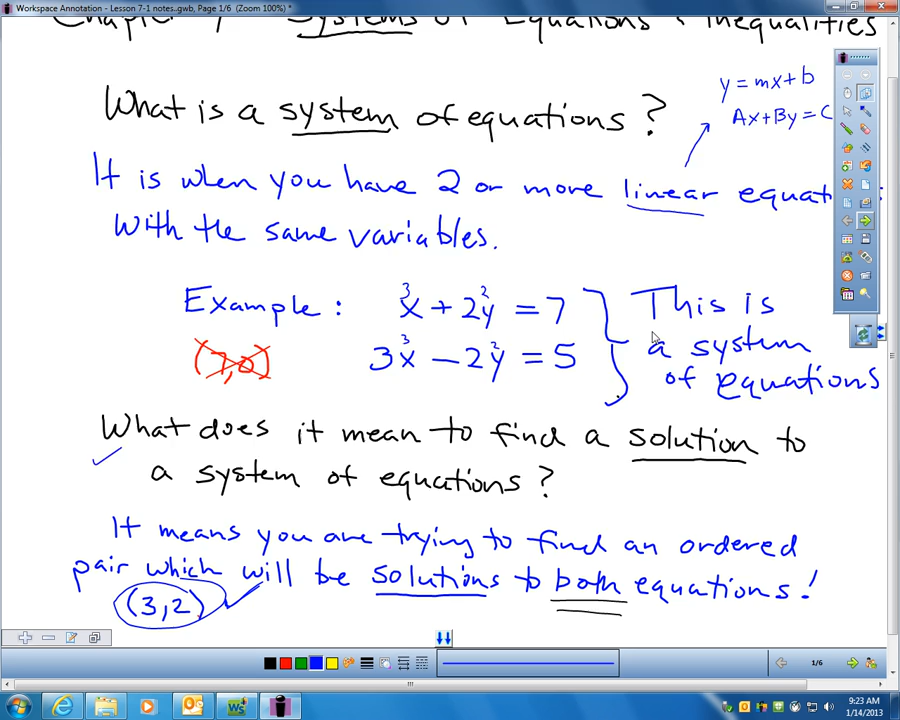 Workspace Annotation - Lesson 7-1 notes.gwb, Page 1/6 (Zoom 100%) *
Chapter 7 Systems of Equations & Inequalities
y = mx + b
What is a system of equations?
Ax + By = C
It is when you have 2 or more linear equat
with the same variables.
Example: x + 2y = 7
3 2
This is
(7,0)
3x - 2y = 5
3 2
a system
of equations
What does it mean to find a solution to
a system of equations?
It means you are trying to find an ordered
pair which will be solutions to both equations!
(3,2)
1/6
9:23 AM
1/14/2013